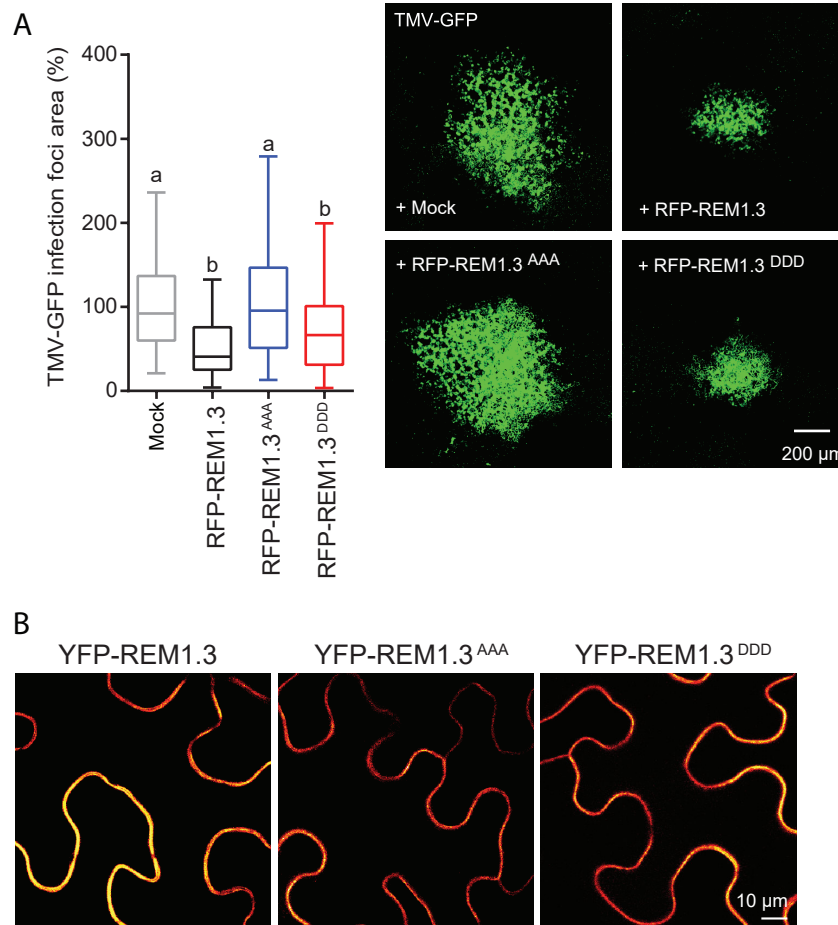 A
TMV-GFP infection foci area (%)
400
300
200
100
0
a
b
a
b
Mock
RFP-REM1.3
RFP-REM1.3 AAA
RFP-REM1.3 DDD
TMV-GFP
+ Mock
+ RFP-REM1.3
+ RFP-REM1.3 AAA
+ RFP-REM1.3 DDD
200 µm
B
YFP-REM1.3
YFP-REM1.3 AAA
YFP-REM1.3 DDD
10 µm